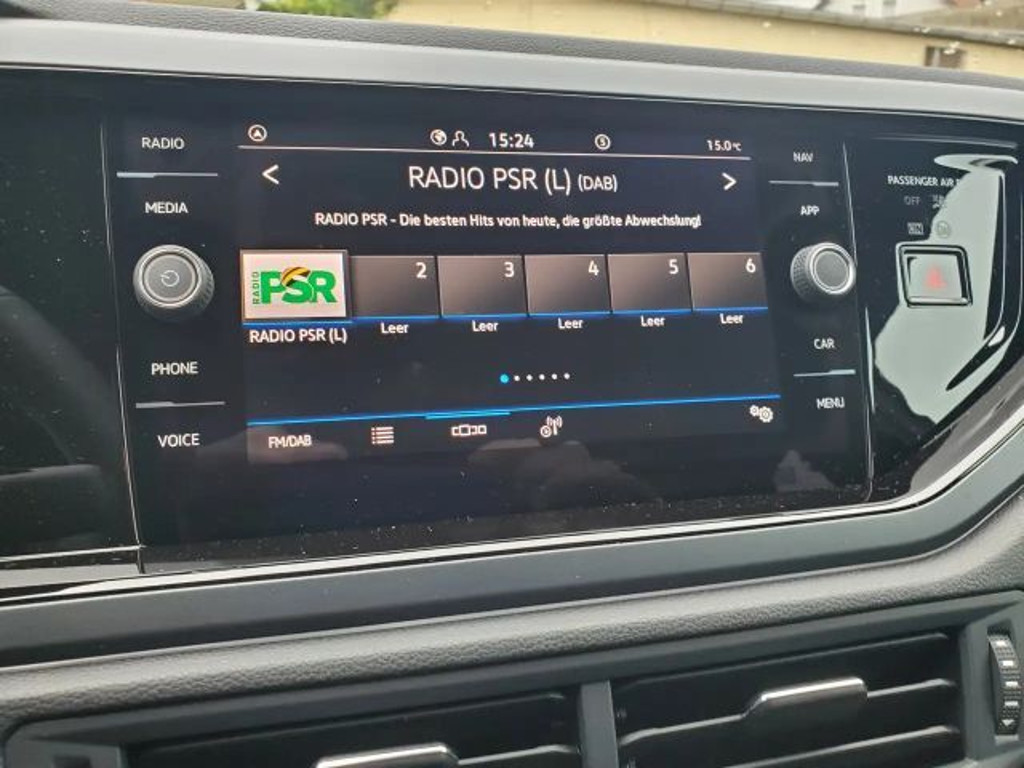 RADIO
MEDIA
PHONE
VOICE
15:24
15.0°C
< RADIO PSR (L) (DAB) >
RADIO PSR - Die besten Hits von heute, die größte Abwechslung!
RADIO PSR
2
3
4
5
6
RADIO PSR (L)
Leer
Leer
Leer
Leer
Leer
FM/DAB
NAV
APP
CAR
MENU
PASSENGER AIR
OFF
ON